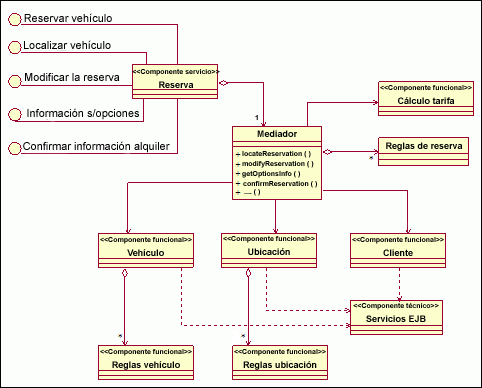 Reservar vehículo
Localizar vehículo
Modificar la reserva
Información s/opciones
Confirmar información alquiler
<<Componente servicio>>
Reserva
1
Mediador
+ locateReservation ( )
+ modifyReservation ( )
+ getOptionsInfo ( )
+ confirmReservation ( )
+ .... ( )
<<Componente funcional>>
Cálculo tarifa
Reglas de reserva
*
<<Componente funcional>>
Vehículo
<<Componente funcional>>
Ubicación
<<Componente funcional>>
Cliente
<<Componente técnico>>
Servicios EJB
*
*
<<Componente funcional>>
Reglas vehículo
<<Componente funcional>>
Reglas ubicación